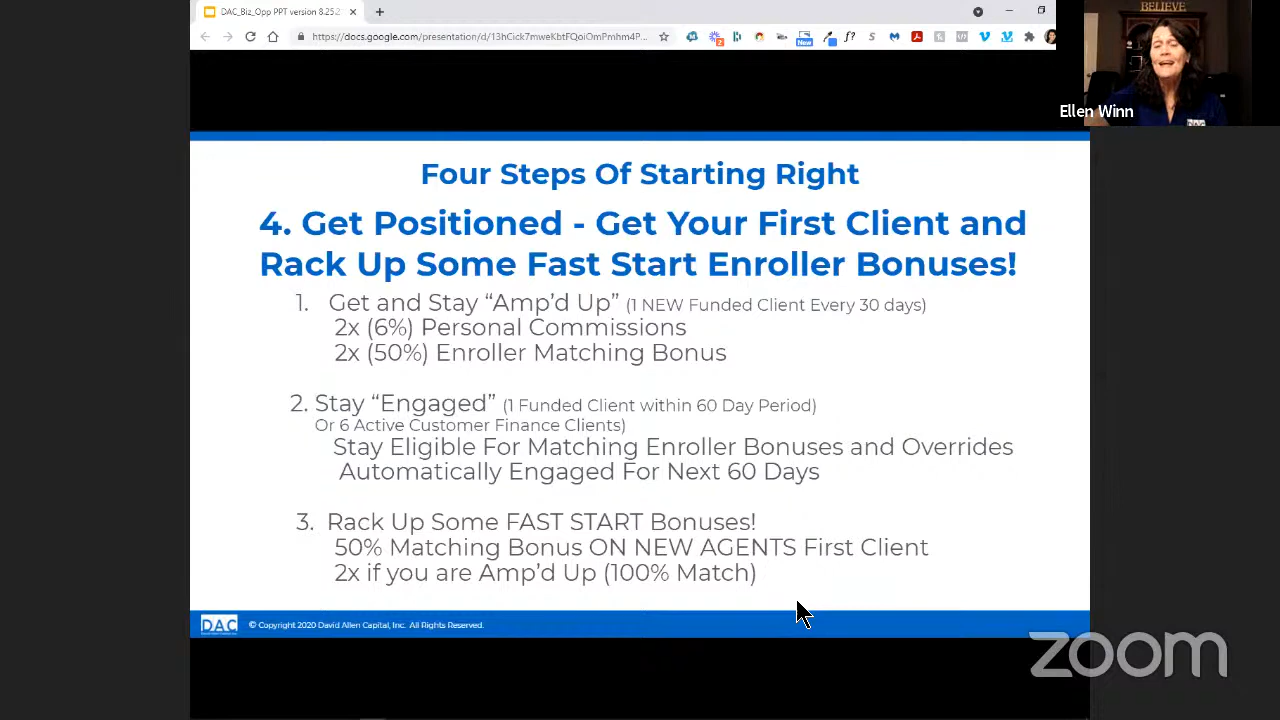 DAC_Biz_Opp PPT version 8.25.2
https://docs.google.com/presentation/d/13hCick7mweKbtFQoiOmPmhm4P...
New
BELIEVE
Ellen Winn
DAC
Four Steps Of Starting Right
4. Get Positioned - Get Your First Client and
Rack Up Some Fast Start Enroller Bonuses!
1. Get and Stay “Amp’d Up” (1 NEW Funded Client Every 30 days)
2x (6%) Personal Commissions
2x (50%) Enroller Matching Bonus
2. Stay “Engaged” (1 Funded Client within 60 Day Period)
Or 6 Active Customer Finance Clients)
Stay Eligible For Matching Enroller Bonuses and Overrides
Automatically Engaged For Next 60 Days
3. Rack Up Some FAST START Bonuses!
50% Matching Bonus ON NEW AGENTS First Client
2x if you are Amp’d Up (100% Match)
DAC
© Copyright 2020 David Allen Capital, Inc. All Rights Reserved.
zoom